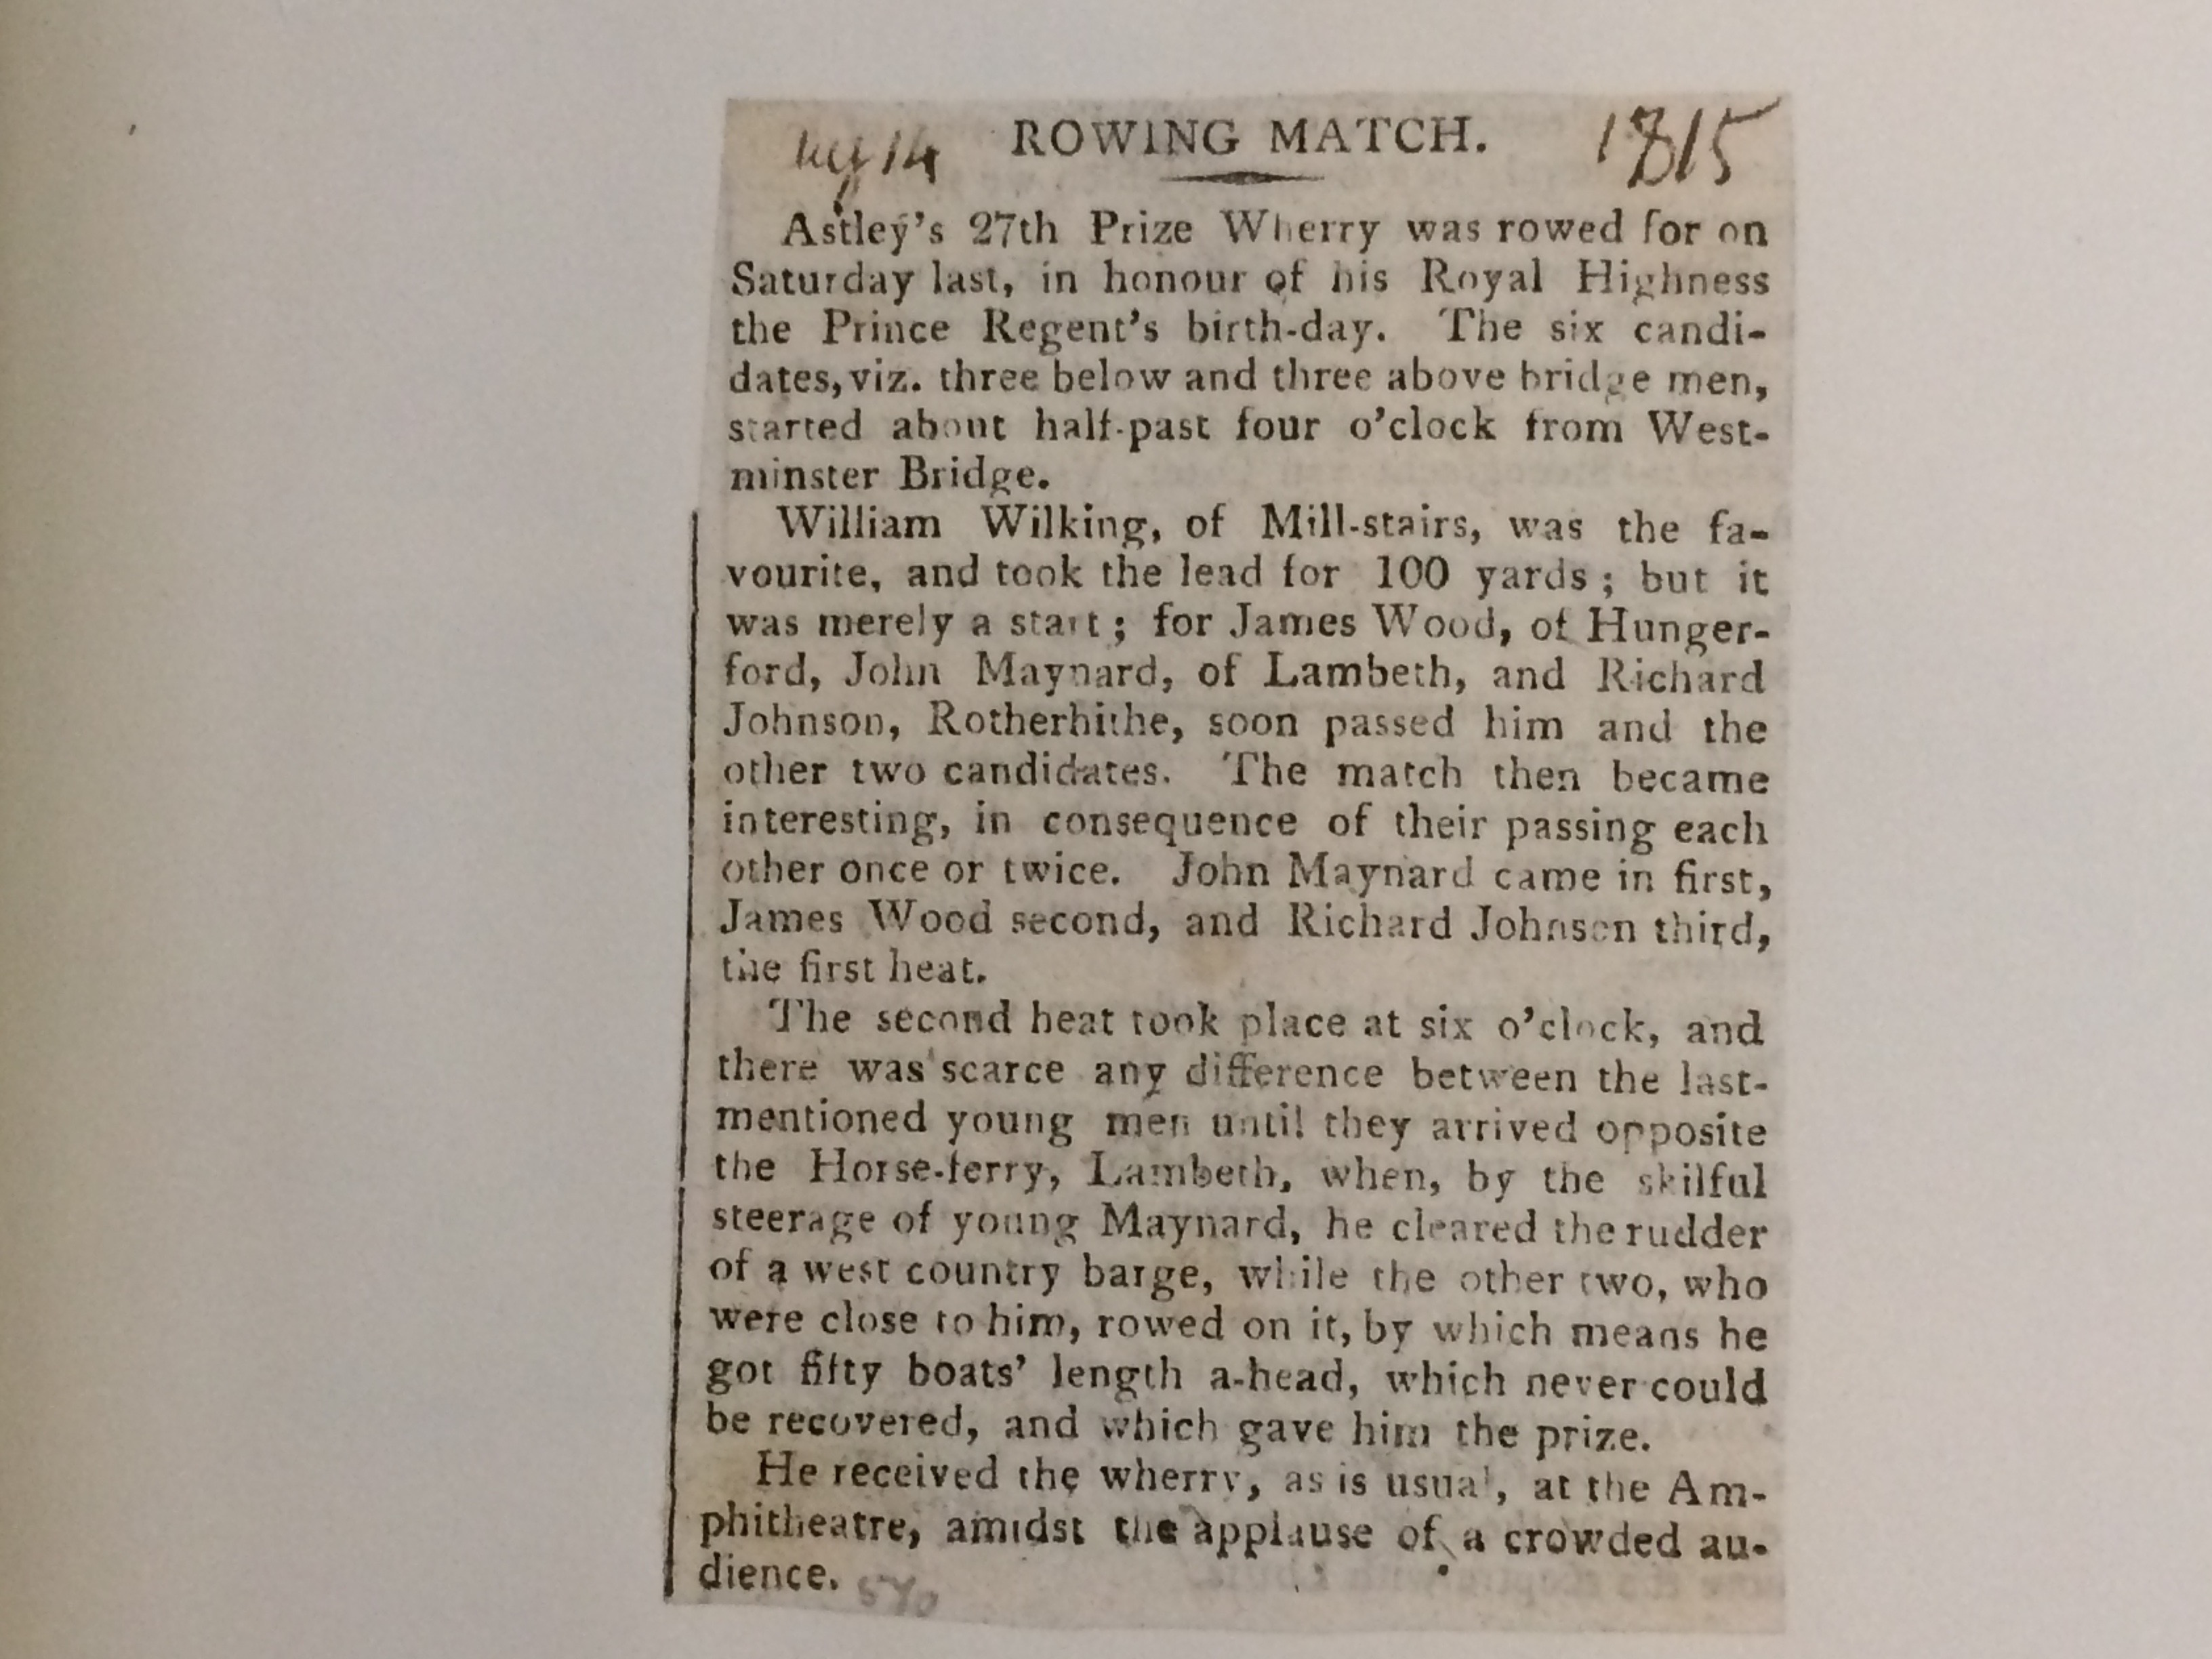 ug 14 ROWING MATCH. 1815
Astley's 27th Prize Wherry was rowed for on
Saturday last, in honour of his Royal Highness
the Prince Regent's birth-day. The six candi-
dates, viz. three below and three above bridge men,
started about half-past four o'clock from West-
minster Bridge.
William Wilking, of Mill-stairs, was the fa-
vourite, and took the lead for 100 yards; but it
was merely a start; for James Wood, of Hunger-
ford, John Maynard, of Lambeth, and Richard
Johnson, Rotherhithe, soon passed him and the
other two candidates. The match then became
interesting, in consequence of their passing each
other once or twice. John Maynard came in first,
James Wood second, and Richard Johnson third,
the first heat.
The second heat took place at six o'clock, and
there was scarce any difference between the last-
mentioned young men until they arrived opposite
the Horse-ferry, Lambeth, when, by the skilful
steerage of young Maynard, he cleared the rudder
of a west country barge, while the other two, who
were close to him, rowed on it, by which means he
got fifty boats' length a-head, which never could
be recovered, and which gave him the prize.
He received the wherry, as is usual, at the Am-
phitheatre, amidst the applause of a crowded au-
dience.